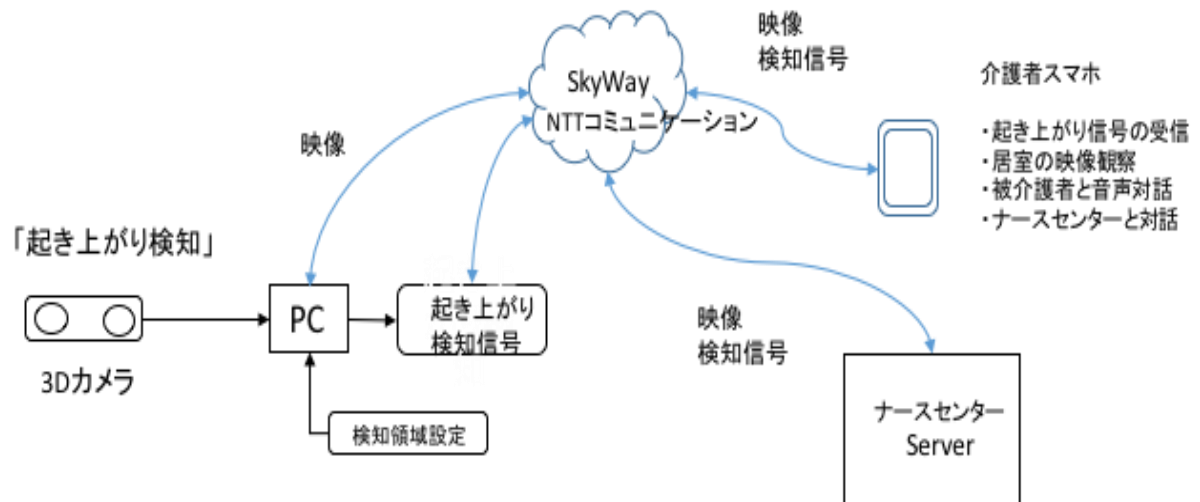 映像
検知信号
SkyWay
NTTコミュニケーション
介護者スマホ
・起き上がり信号の受信
・居室の映像観察
・被介護者と音声対話
・ナースセンターと対話
映像
「起き上がり検知」
PC
起き上がり
検知信号
3Dカメラ
検知領域設定
映像
検知信号
ナースセンター
Server